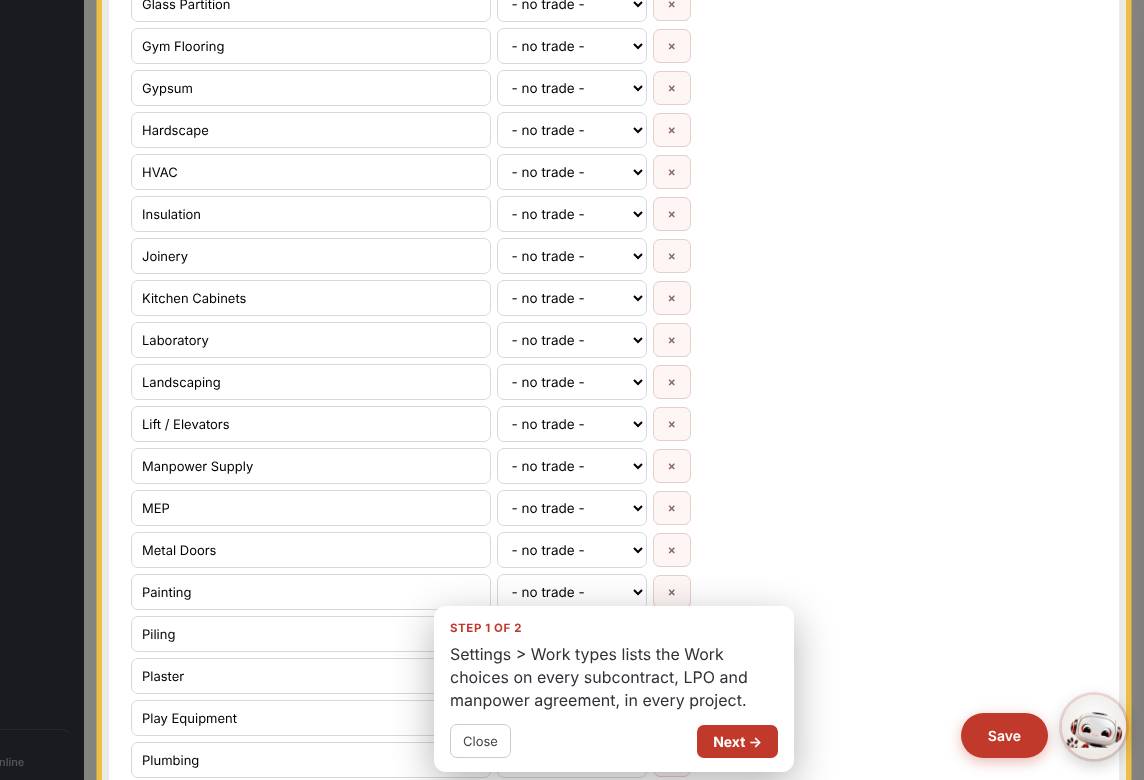 Glass Partition - no trade - ×
Gym Flooring - no trade - ×
Gypsum - no trade - ×
Hardscape - no trade - ×
HVAC - no trade - ×
Insulation - no trade - ×
Joinery - no trade - ×
Kitchen Cabinets - no trade - ×
Laboratory - no trade - ×
Landscaping - no trade - ×
Lift / Elevators - no trade - ×
Manpower Supply - no trade - ×
MEP - no trade - ×
Metal Doors - no trade - ×
Painting - no trade - ×
Piling
Plaster
Play Equipment
Plumbing
STEP 1 OF 2
Settings > Work types lists the Work
choices on every subcontract, LPO and
manpower agreement, in every project.
Close Next →
Save
nline